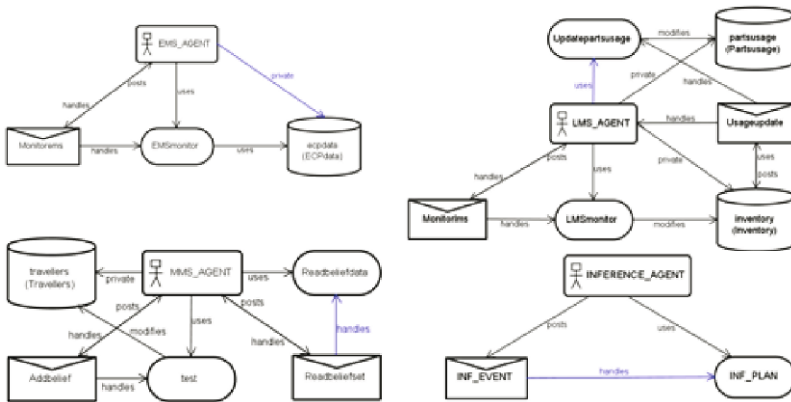 EMS_AGENT
private
posts
uses
handles
Monitorems
handles
EMSmonitor
uses
ecpdata
(ECPdata)
Updatepartsusage
modifies
partsusage
(Partsusage)
private
handles
uses
LMS_AGENT
handles
Usageupdate
posts
handles
uses
private
uses
posts
Monitorlms
handles
LMSmonitor
modifies
inventory
(Inventory)
travellers
(Travellers)
private
MMS_AGENT
uses
Readbeliefdata
posts
posts
uses
handles
modifies
handles
handles
Addbelief
handles
test
Readbeliefset
INFERENCE_AGENT
posts
uses
INF_EVENT
handles
INF_PLAN